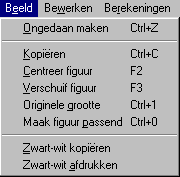 Beeld Bewerken Berekeningen
Ongedaan maken Ctrl+Z
Kopiëren Ctrl+C
Centreer figuur F2
Verschuif figuur F3
Originele grootte Ctrl+1
Maak figuur passend Ctrl+0
Zwart-wit kopiëren
Zwart-wit afdrukken